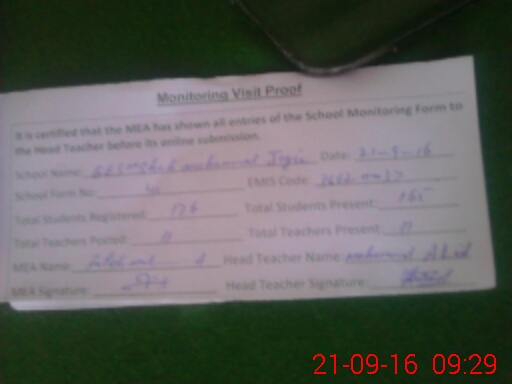 Monitoring Visit Proof
It is certified that the MEA has shown all entries of the School Monitoring Form to
the Head Teacher before its online submission.
School Name: Date: 21-9-16
School Form No: EMIS Code:
Total Students Registered: 176 Total Students Present: 165
Total Teachers Posted: 11 Total Teachers Present: 11
MEA Name: Head Teacher Name
MEA Signature: Head Teacher Signature:
21-09-16 09:29